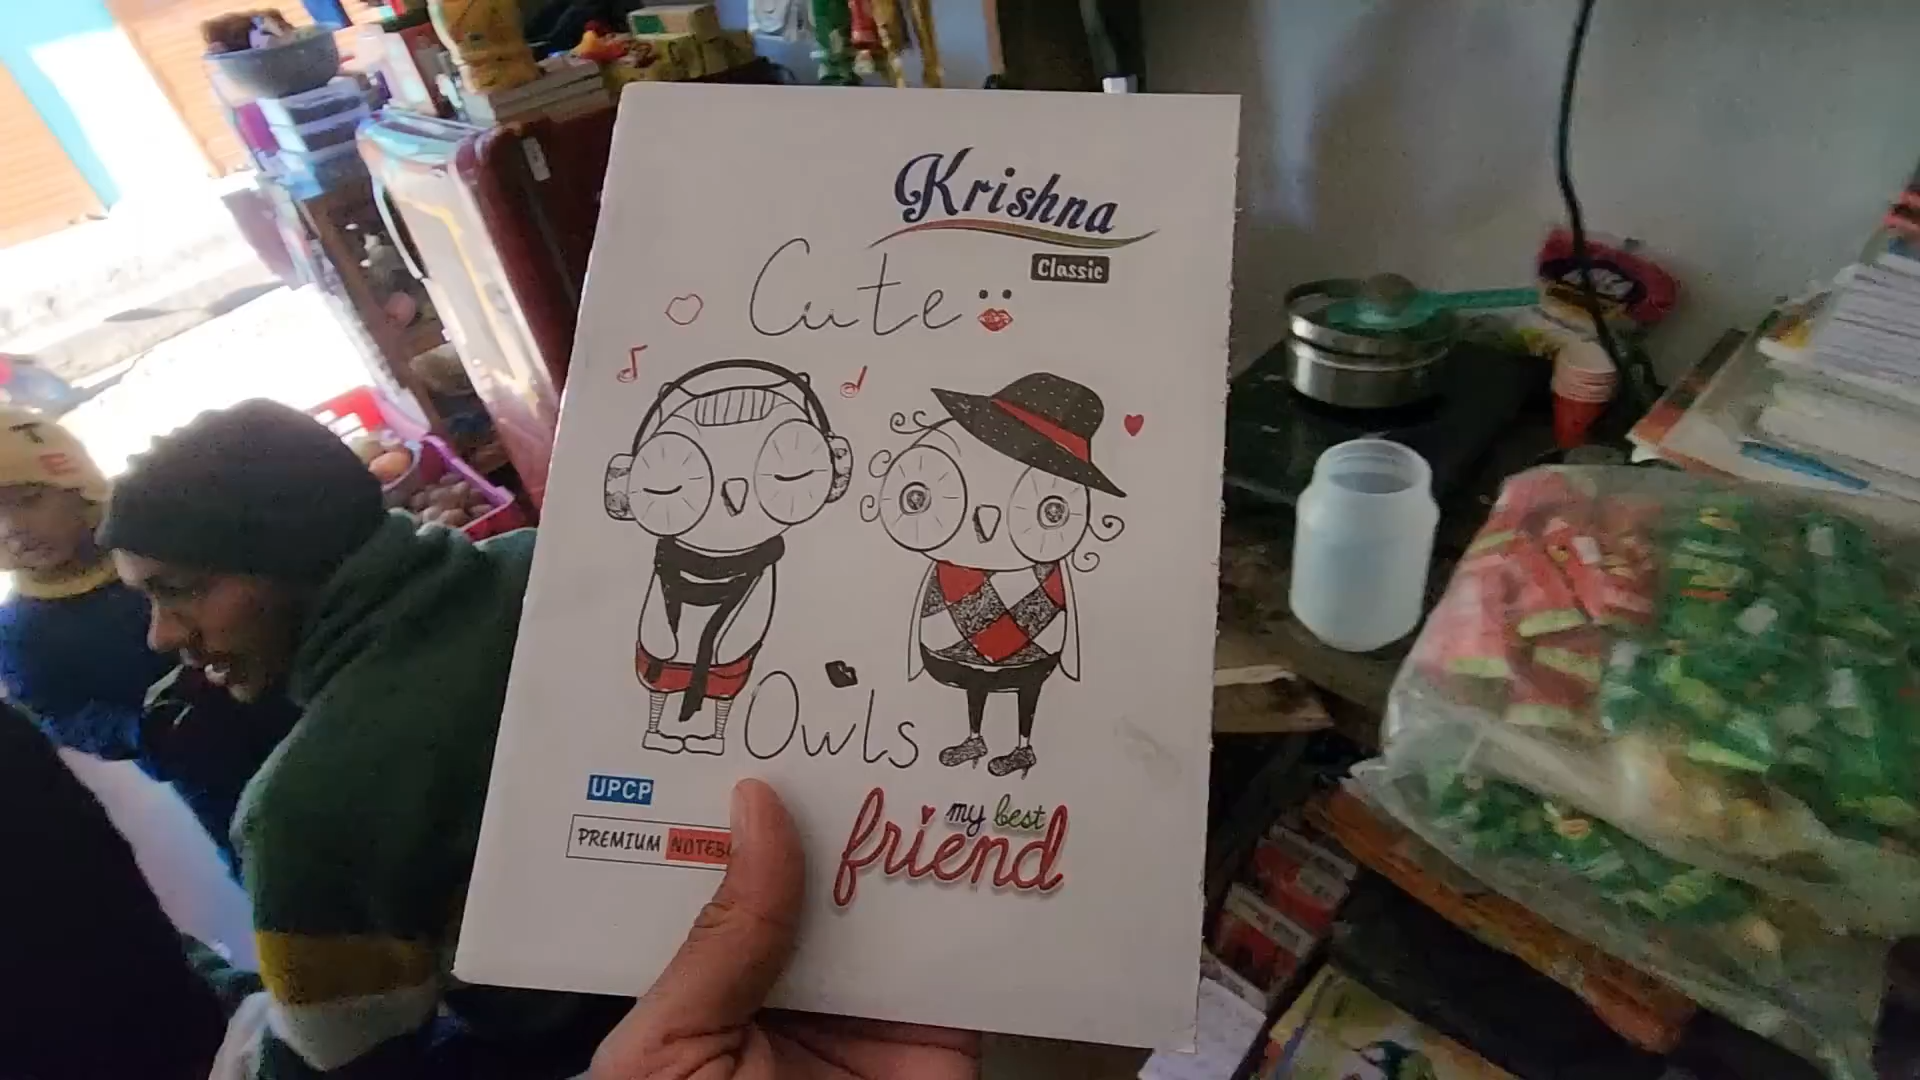 Krishna
Classic
Cute
Owls
UPCP
PREMIUM
my best
friend
T
E